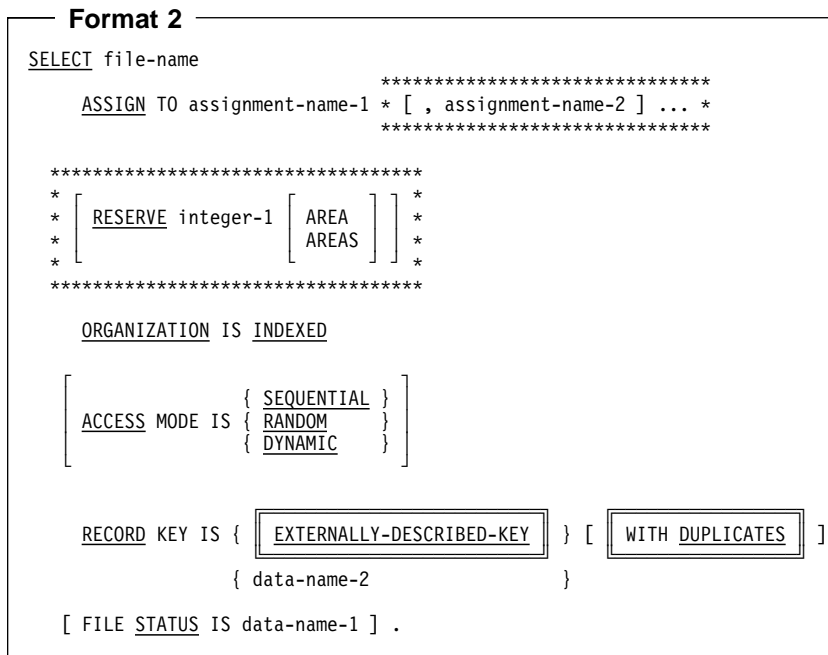 Format 2
SELECT file-name
*******************************
ASSIGN TO assignment-name-1 * [ , assignment-name-2 ] ... *
*******************************
***********************************
* *
* [ RESERVE integer-1 [ AREA ] ] *
* [ AREAS ] *
* *
***********************************
ORGANIZATION IS INDEXED
{ SEQUENTIAL }
[ ACCESS MODE IS { RANDOM } ]
{ DYNAMIC }
RECORD KEY IS { EXTERNALLY-DESCRIBED-KEY } [ WITH DUPLICATES ]
{ data-name-2 }
[ FILE STATUS IS data-name-1 ] .